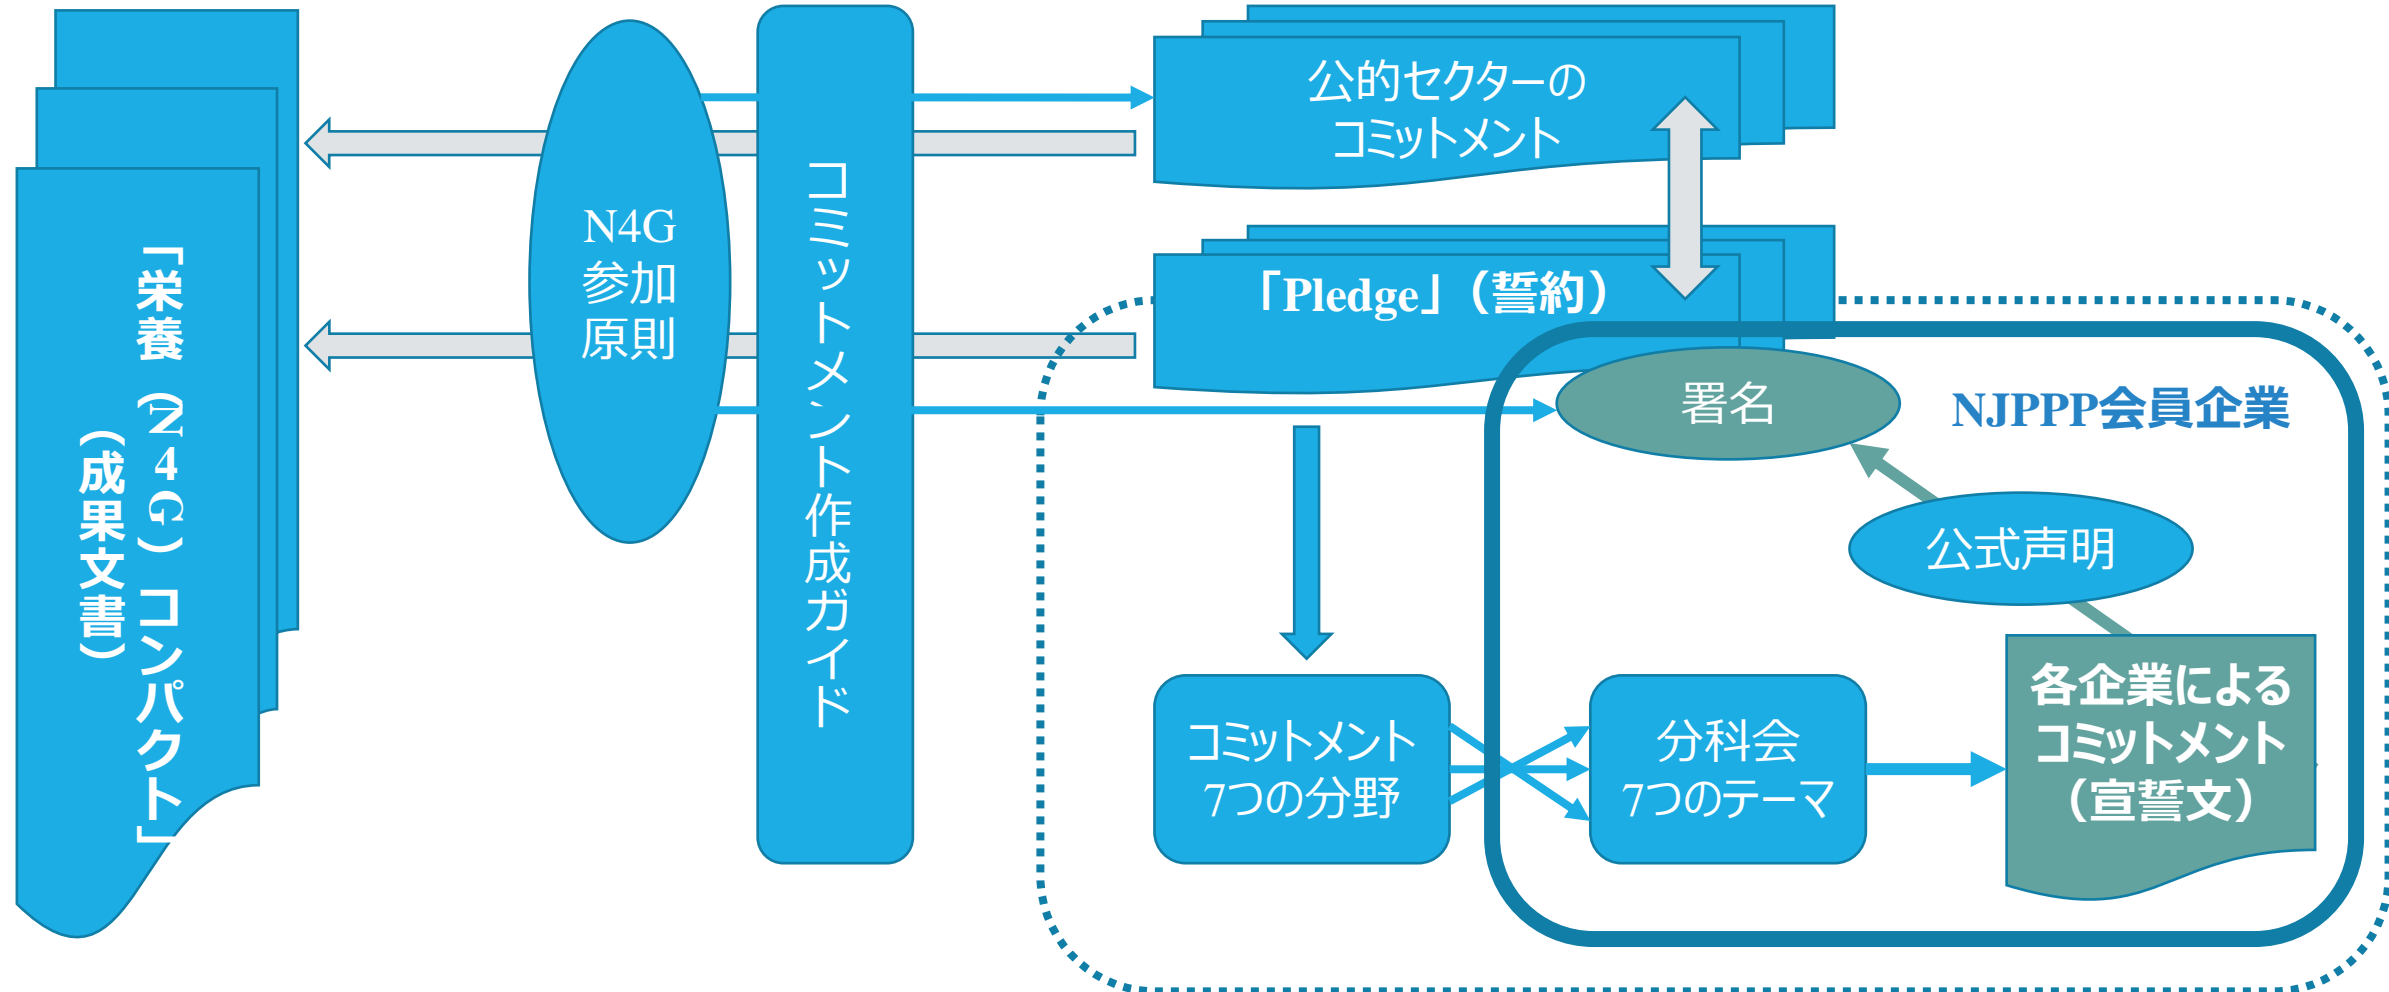 「栄養（N4G）コンパクト」
（成果文書）
N4G
参加
原則
コミットメント作成ガイド
公的セクターの
コミットメント
「Pledge」（誓約）
署名
NJPPP会員企業
公式声明
コミットメント
7つの分野
分科会
7つのテーマ
各企業による
コミットメント
（宣誓文）